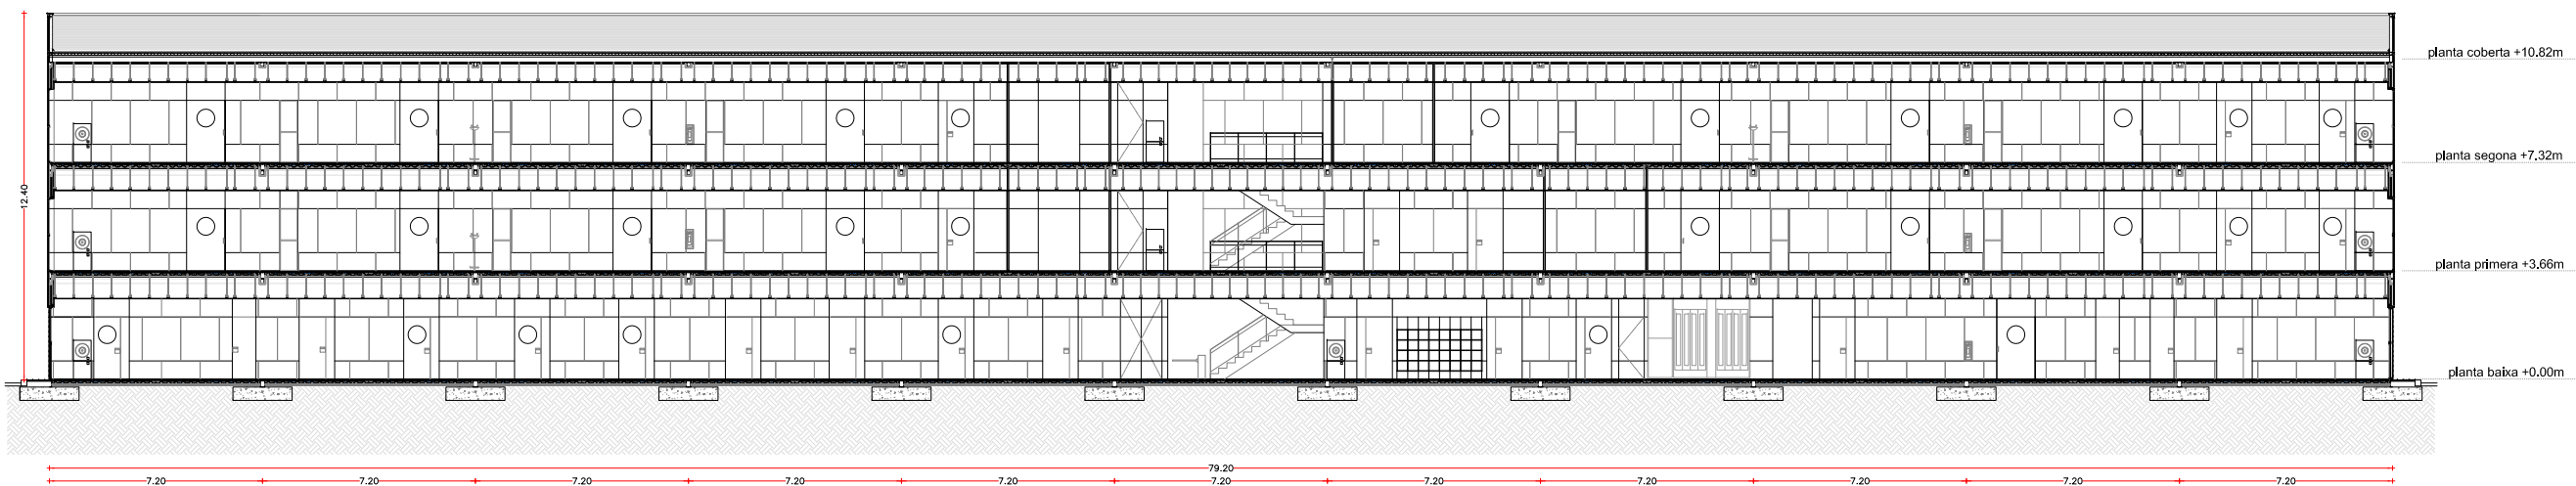 planta coberta +10.82m
planta segona +7.32m
12.40
planta primera +3.66m
planta baixa +0.00m
79.20
7.20 7.20 7.20 7.20 7.20 7.20 7.20 7.20 7.20 7.20 7.20